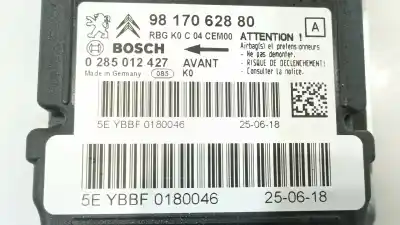 98 170 628 80
RBG K0 C 04 CEM00
A
BOSCH
ATTENTION !
Airbag(s) et pretensionneurs
- Ne pas demonter.
- RISQUE DE DECLENCHEMENT!
- Consulter la notice.
0 285 012 427 AVANT
Made in Germany 085 K0
5E YBBF 0180046 25-06-18
5E YBBF 0180046 25-06-18